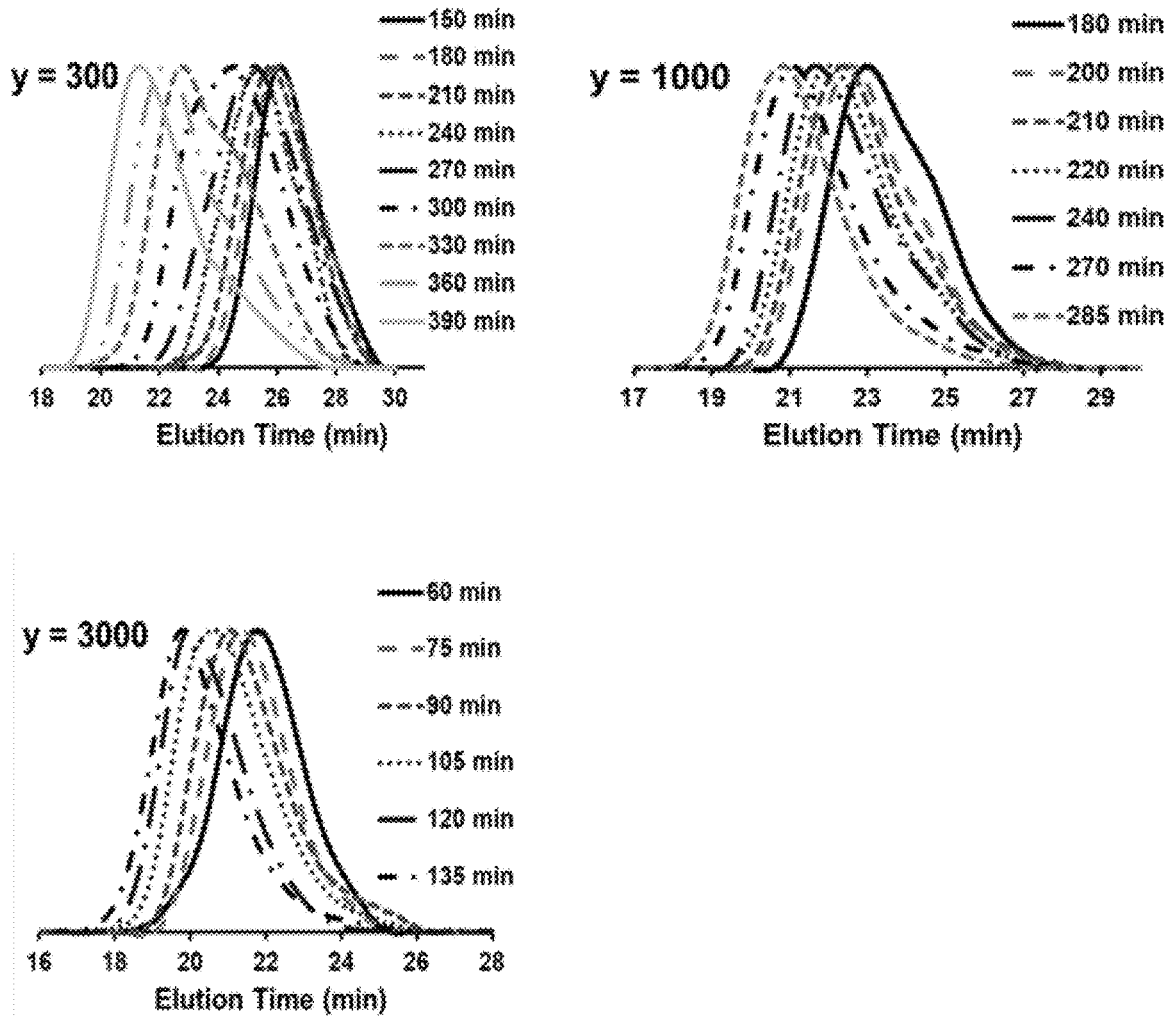 y = 300
150 min
180 min
210 min
240 min
270 min
300 min
330 min
360 min
390 min
18 20 22 24 26 28 30
Elution Time (min)
y = 1000
180 min
200 min
210 min
220 min
240 min
270 min
285 min
17 19 21 23 25 27 29
Elution Time (min)
y = 3000
60 min
75 min
90 min
105 min
120 min
135 min
16 18 20 22 24 26 28
Elution Time (min)